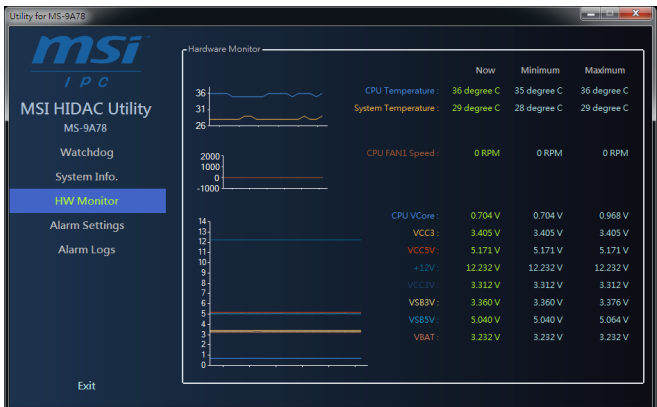 Utility for MS-9A78
msi
IPC
MSI HIDAC Utility
MS-9A78
Watchdog
System Info.
HW Monitor
Alarm Settings
Alarm Logs
Exit
Hardware Monitor
Now Minimum Maximum
36
31
26
CPU Temperature : 36 degree C 35 degree C 36 degree C
System Temperature : 29 degree C 28 degree C 29 degree C
2000
1000
0
-1000
CPU FAN1 Speed : 0 RPM 0 RPM 0 RPM
14
13
12
11
10
9
8
7
6
5
4
3
2
1
0
CPU VCore : 0.704 V 0.704 V 0.968 V
VCC3 : 3.405 V 3.405 V 3.405 V
VCC5V : 5.171 V 5.171 V 5.171 V
+12V : 12.232 V 12.232 V 12.232 V
VCC3V : 3.312 V 3.312 V 3.312 V
VSB3V : 3.360 V 3.360 V 3.376 V
VSB5V : 5.040 V 5.040 V 5.064 V
VBAT : 3.232 V 3.232 V 3.232 V